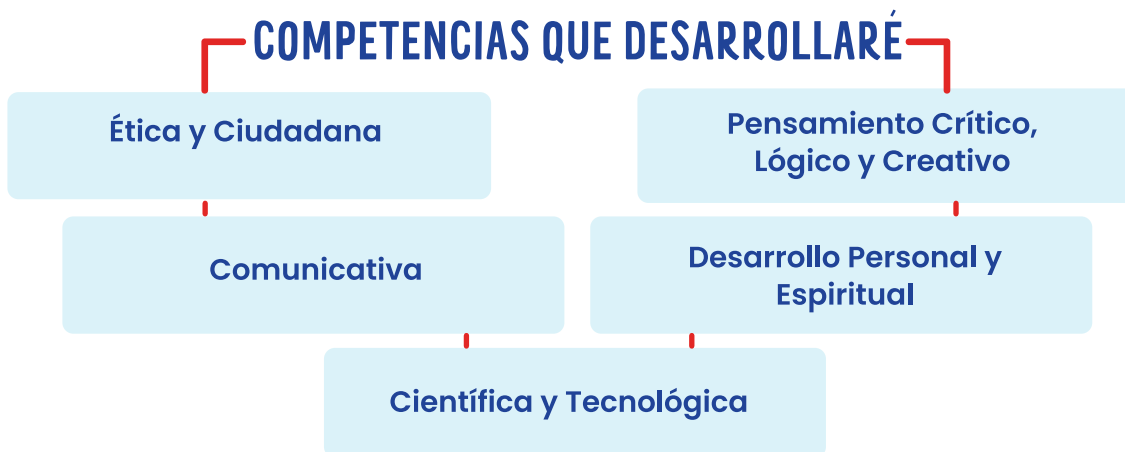 COMPETENCIAS QUE DESARROLLARÉ
Ética y Ciudadana
Pensamiento Crítico,
Lógico y Creativo
Comunicativa
Desarrollo Personal y
Espiritual
Científica y Tecnológica